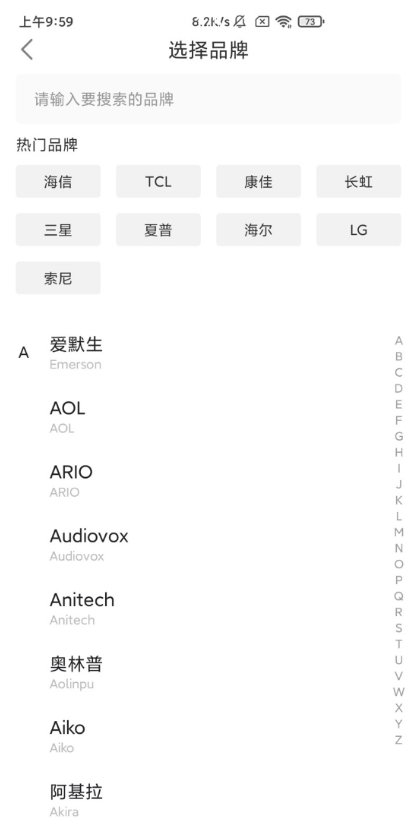 上午9:59 8.2K/s 73
选择品牌
请输入要搜索的品牌
热门品牌
海信 TCL 康佳 长虹
三星 夏普 海尔 LG
索尼
A 爱默生
Emerson
AOL
AOL
ARIO
ARIO
Audiovox
Audiovox
Anitech
Anitech
奥林普
Aolinpu
Aiko
Aiko
阿基拉
Akira
A
B
C
D
E
F
G
H
I
J
K
L
M
N
O
P
Q
R
S
T
U
V
W
X
Y
Z